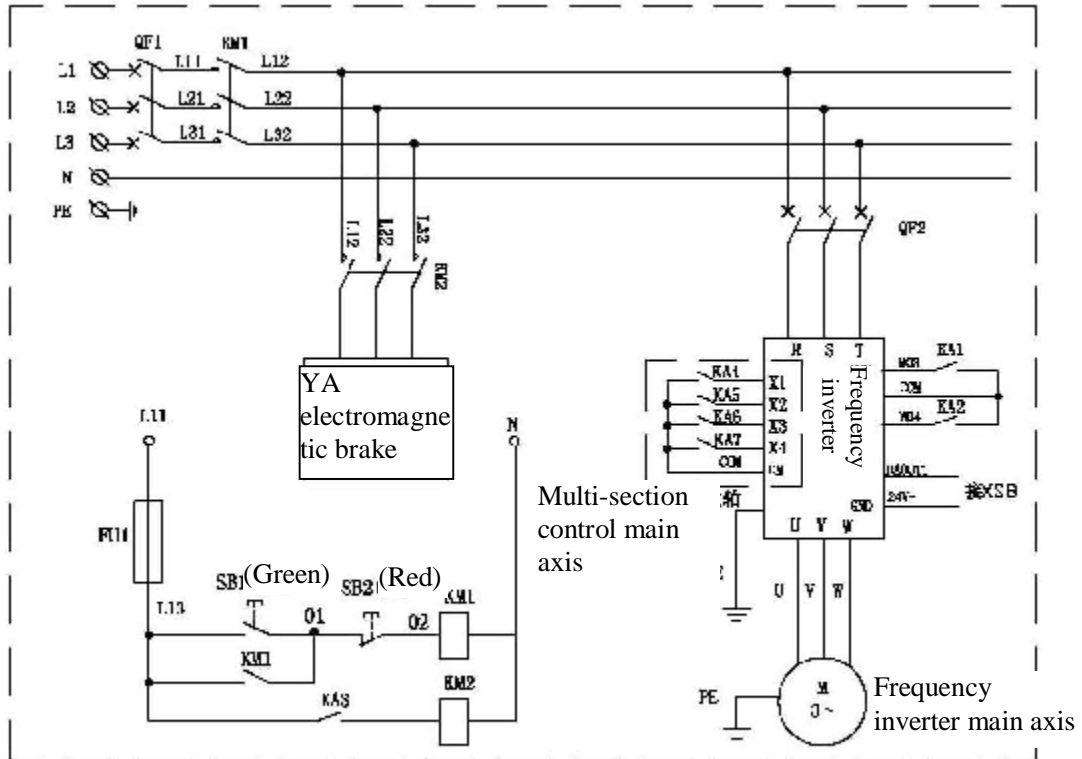 QF1 KM1
L1 L11 L12
L2 L21 L22
L3 L31 L32
N
PE
L12 L22 L32
KM2
QF2
YA
electromagne
tic brake
R S T
Frequency
inverter
KA4 X1
KA5 X2
KA6 X3
KA7 X4
COM
KA1
COM
KA2
24V-
GND
U V W
Multi-section
control main
axis
L11
N
FU1
L13
SB1 (Green)
SB2 (Red)
01
02
KM1
KM1
KM2
KA3
U V W
PE
M
3~
Frequency
inverter main axis